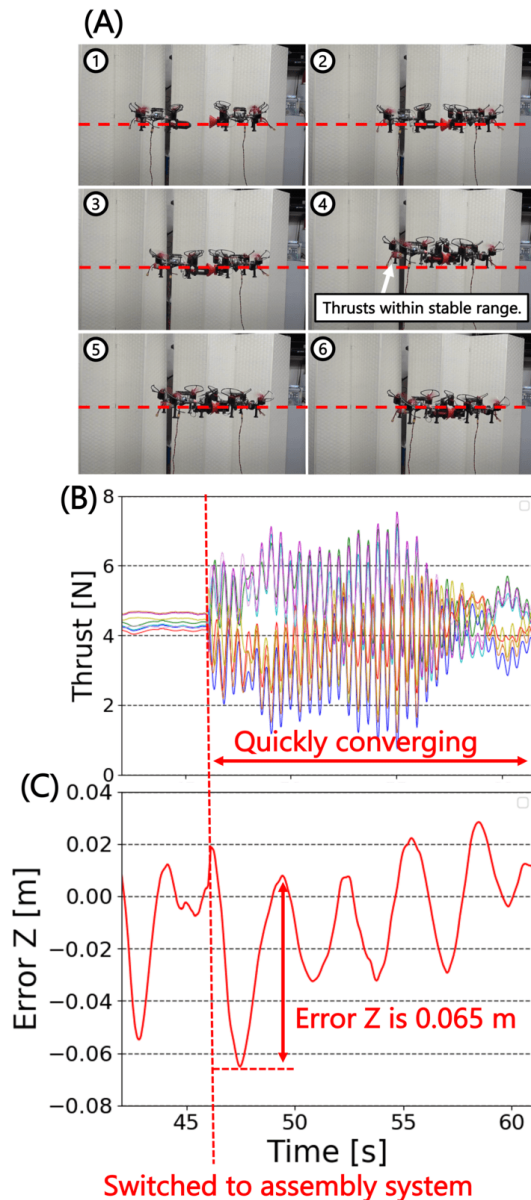 (A)
1
2
3
4
Thrusts within stable range.
5
6
(B)
8
6
4
2
0
Thrust [N]
Quickly converging
(C)
0.04
0.02
0.00
−0.02
−0.04
−0.06
−0.08
Error Z [m]
Error Z is 0.065 m
45
50
55
60
Time [s]
Switched to assembly system